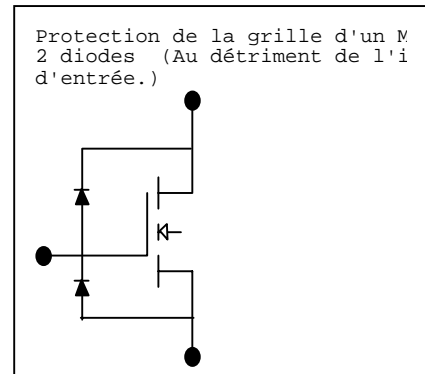 Protection de la grille d'un
2 diodes (Au détriment de
d'entrée.)